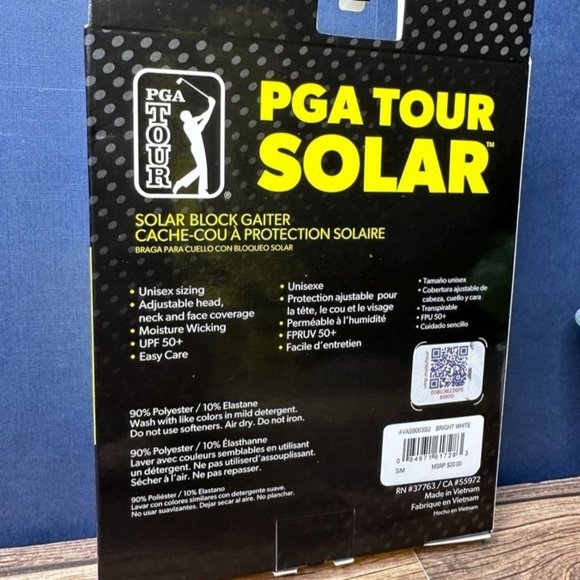 PGA
TOUR
PGA TOUR
SOLAR™
SOLAR BLOCK GAITER
CACHE-COU À PROTECTION SOLAIRE
BRAGA PARA CUELLO CON BLOQUEO SOLAR
• Unisex sizing
• Adjustable head,
neck and face coverage
• Moisture Wicking
• UPF 50+
• Easy Care
• Unisexe
• Protection ajustable pour
la tête, le cou et le visage
• Perméable à l'humidité
• FPRUV 50+
• Facile d'entretien
• Tamaño unisex
• Cobertura ajustable de
cabeza, cuello y cara
• Transpirable
• FPU 50+
• Cuidado sencillo
90% Polyester / 10% Elastane
Wash with like colors in mild detergent.
Do not use softeners. Air dry. Do not iron.
90% Polyester / 10% Élasthanne
Laver avec couleurs semblables en utilisant
un détergent. Ne pas utiliserd'assouplissant.
Sécher à l'air. Ne pas repasser.
90% Poliéster / 10% Elastano
Lavar con colores similares con detergente suave.
No usar suavizantes. Dejar secar al aire. No planchar.
008038236PE
AVASB003SU BRIGHT WHITE
S/M MSRP $20.00
RN #37763 / CA #55972
Made in Vietnam
Fabriqué en Vietnam
Hecho en Vietnam